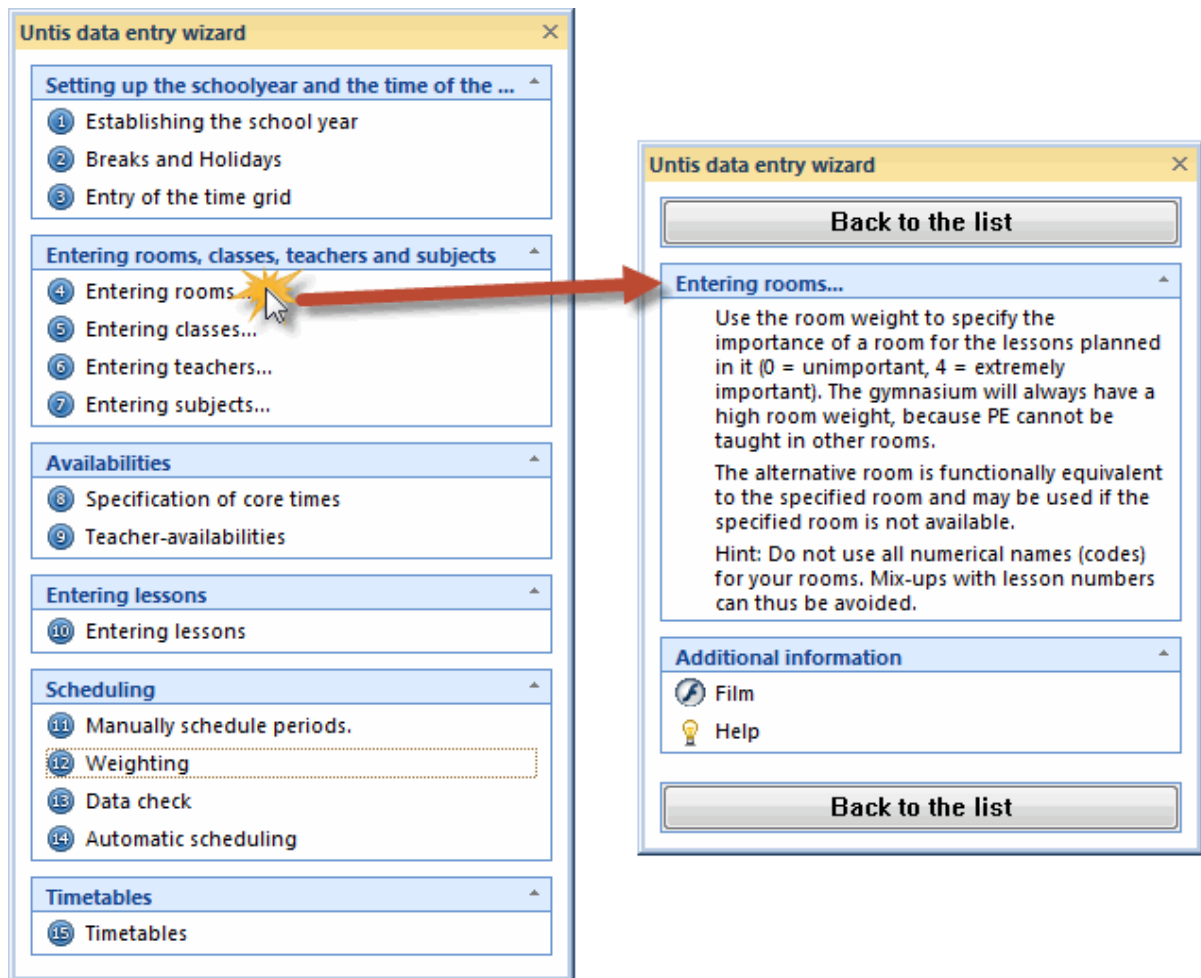 Untis data entry wizard
Setting up the schoolyear and the time of the ...
1 Establishing the school year
2 Breaks and Holidays
3 Entry of the time grid
Entering rooms, classes, teachers and subjects
4 Entering rooms...
5 Entering classes...
6 Entering teachers...
7 Entering subjects...
Availabilities
8 Specification of core times
9 Teacher-availabilities
Entering lessons
10 Entering lessons
Scheduling
11 Manually schedule periods.
12 Weighting
13 Data check
14 Automatic scheduling
Timetables
15 Timetables
Untis data entry wizard
Back to the list
Entering rooms...
Use the room weight to specify the
importance of a room for the lessons planned
in it (0 = unimportant, 4 = extremely
important). The gymnasium will always have a
high room weight, because PE cannot be
taught in other rooms.
The alternative room is functionally equivalent
to the specified room and may be used if the
specified room is not available.
Hint: Do not use all numerical names (codes)
for your rooms. Mix-ups with lesson numbers
can thus be avoided.
Additional information
Film
Help
Back to the list